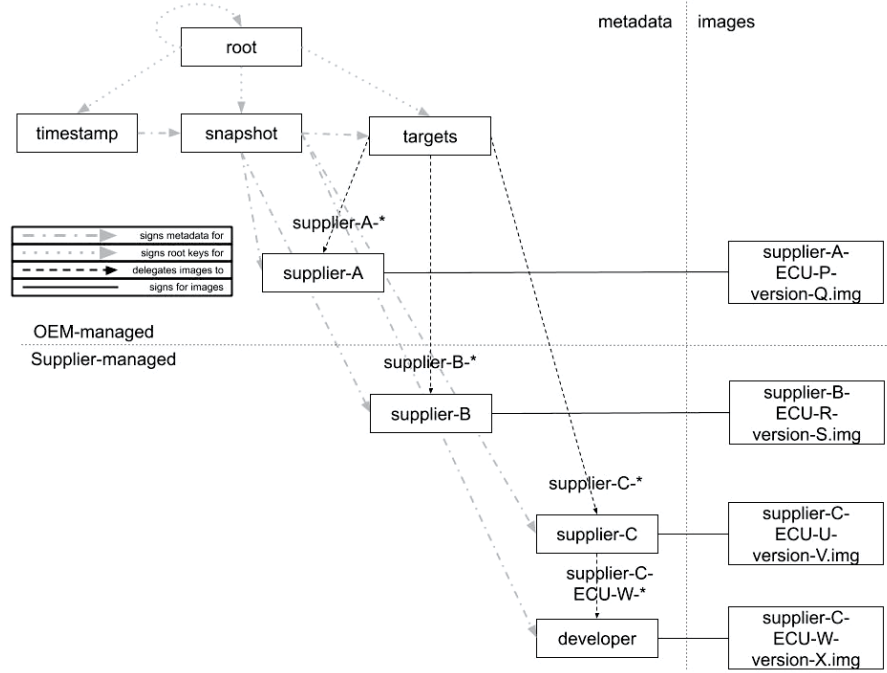 metadata
images
root
timestamp
snapshot
targets
supplier-A-*
signs metadata for
signs root keys for
delegates images to
signs for images
supplier-A
supplier-A-
ECU-P-
version-Q.img
OEM-managed
Supplier-managed
supplier-B-*
supplier-B
supplier-B-
ECU-R-
version-S.img
supplier-C-*
supplier-C
supplier-C-
ECU-U-
version-V.img
supplier-C-
ECU-W-*
developer
supplier-C-
ECU-W-
version-X.img